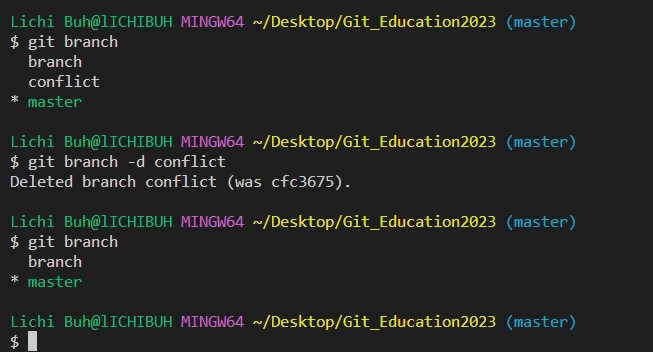 Lichi Buh@lICHIBUH MINGW64 ~/Desktop/Git_Education2023 (master)
$ git branch
  branch
  conflict
* master

Lichi Buh@lICHIBUH MINGW64 ~/Desktop/Git_Education2023 (master)
$ git branch -d conflict
Deleted branch conflict (was cfc3675).

Lichi Buh@lICHIBUH MINGW64 ~/Desktop/Git_Education2023 (master)
$ git branch
  branch
* master

Lichi Buh@lICHIBUH MINGW64 ~/Desktop/Git_Education2023 (master)
$